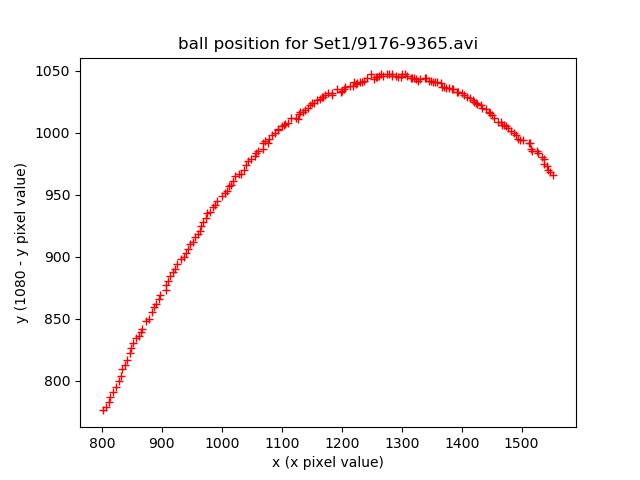 ball position for Set1/9176-9365.avi
y (1080 - y pixel value)
1050
1000
950
900
850
800
800 900 1000 1100 1200 1300 1400 1500
x (x pixel value)